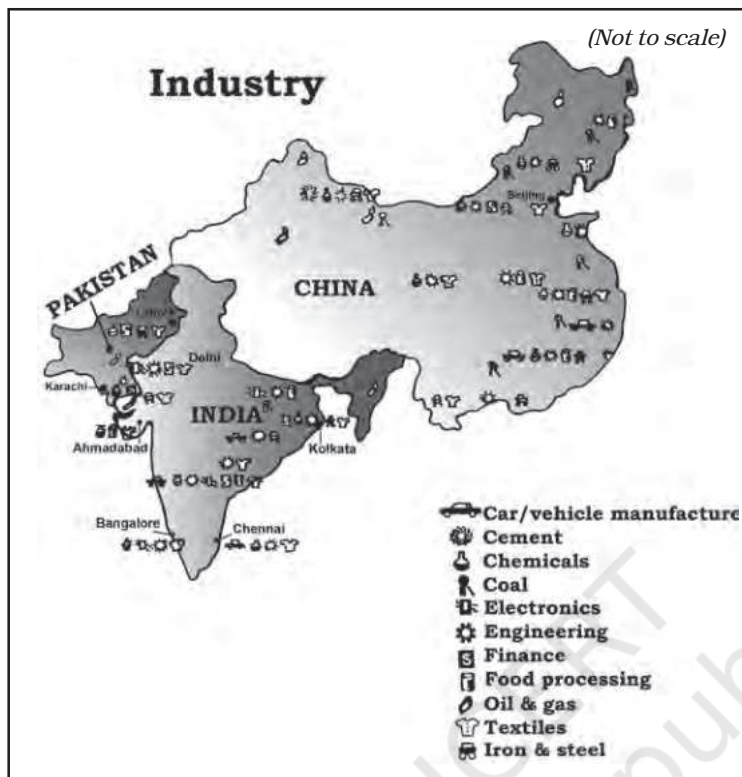 (Not to scale)
Industry
Beijing
PAKISTAN
CHINA
Delhi
Karachi
INDIA
Ahmadabad
Kolkata
Bangalore
Chennai
Car/vehicle manufacture
Cement
Chemicals
Coal
Electronics
Engineering
Finance
Food processing
Oil & gas
Textiles
Iron & steel
NCERT